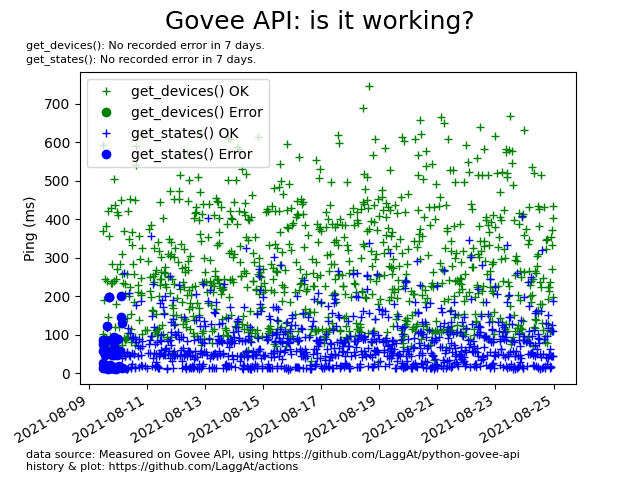 Govee API: is it working?
get_devices(): No recorded error in 7 days.
get_states(): No recorded error in 7 days.
get_devices() OK
get_devices() Error
get_states() OK
get_states() Error
Ping (ms)
700
600
500
400
300
200
100
0
2021-08-09
2021-08-11
2021-08-13
2021-08-15
2021-08-17
2021-08-19
2021-08-21
2021-08-23
2021-08-25
data source: Measured on Govee API, using https://github.com/LaggAt/python-govee-api
history & plot: https://github.com/LaggAt/actions